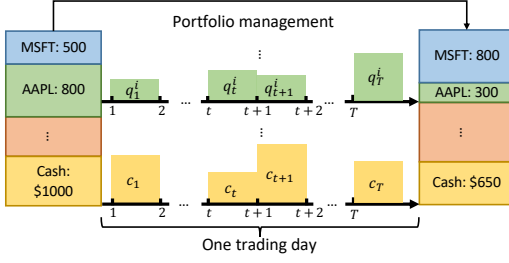 Portfolio management
MSFT: 500
AAPL: 800
⋮
Cash:
$1000
⋮
q_1^i
q_t^i
q_{t+1}^i
q_T^i
1 2 ... t t+1 t+2 ... T
⋮
c_1
c_t
c_{t+1}
c_T
1 2 ... t t+1 t+2 ... T
MSFT: 800
AAPL: 300
⋮
Cash: $650
One trading day